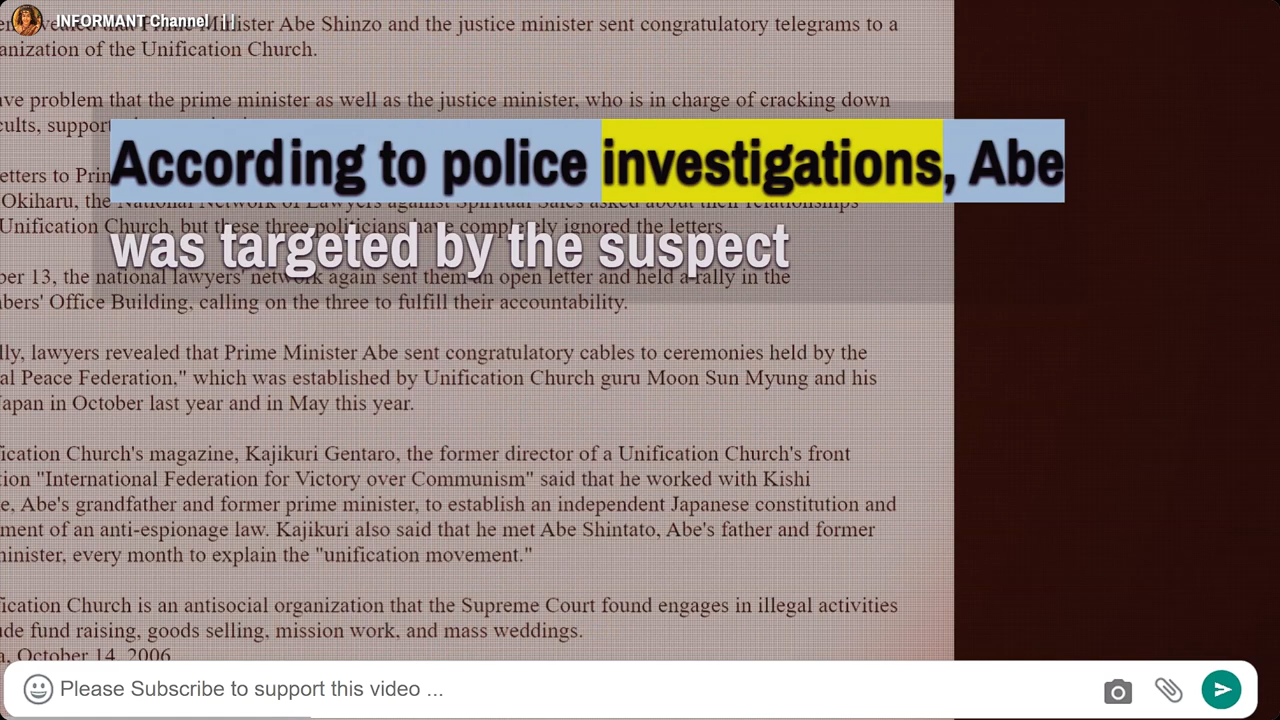 INFORMANT Channel ||
Minister Abe Shinzo and the justice minister sent congratulatory telegrams to a
anization of the Unification Church.
ave problem that the prime minister as well as the justice minister, who is in charge of cracking down
cults, support
According to police investigations, Abe
etters to Prin
Okiharu, the National Network of Lawyers against Spiritual Sales asked about their relationships
Unification Church, but these three politicians have completely ignored the letters.
was targeted by the suspect
ber 13, the national lawyers' network again sent them an open letter and held a rally in the
bers' Office Building, calling on the three to fulfill their accountability.
lly, lawyers revealed that Prime Minister Abe sent congratulatory cables to ceremonies held by the
al Peace Federation," which was established by Unification Church guru Moon Sun Myung and his
Japan in October last year and in May this year.
fication Church's magazine, Kajikuri Gentaro, the former director of a Unification Church's front
tion "International Federation for Victory over Communism" said that he worked with Kishi
e, Abe's grandfather and former prime minister, to establish an independent Japanese constitution and
ment of an anti-espionage law. Kajikuri also said that he met Abe Shintato, Abe's father and former
minister, every month to explain the "unification movement."
fication Church is an antisocial organization that the Supreme Court found engages in illegal activities
ude fund raising, goods selling, mission work, and mass weddings.
a, October 14, 2006
Please Subscribe to support this video ...